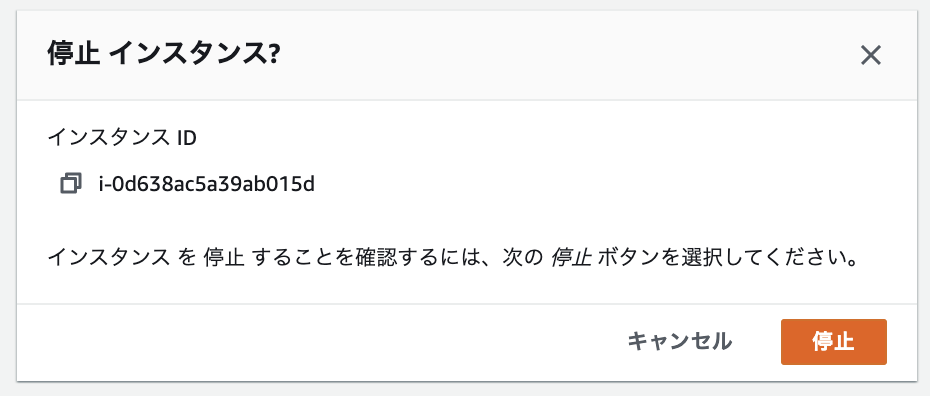 停止 インスタンス?
インスタンス ID
i-0d638ac5a39ab015d
インスタンス を 停止 することを確認するには、次の 停止 ボタンを選択してください。
キャンセル
停止